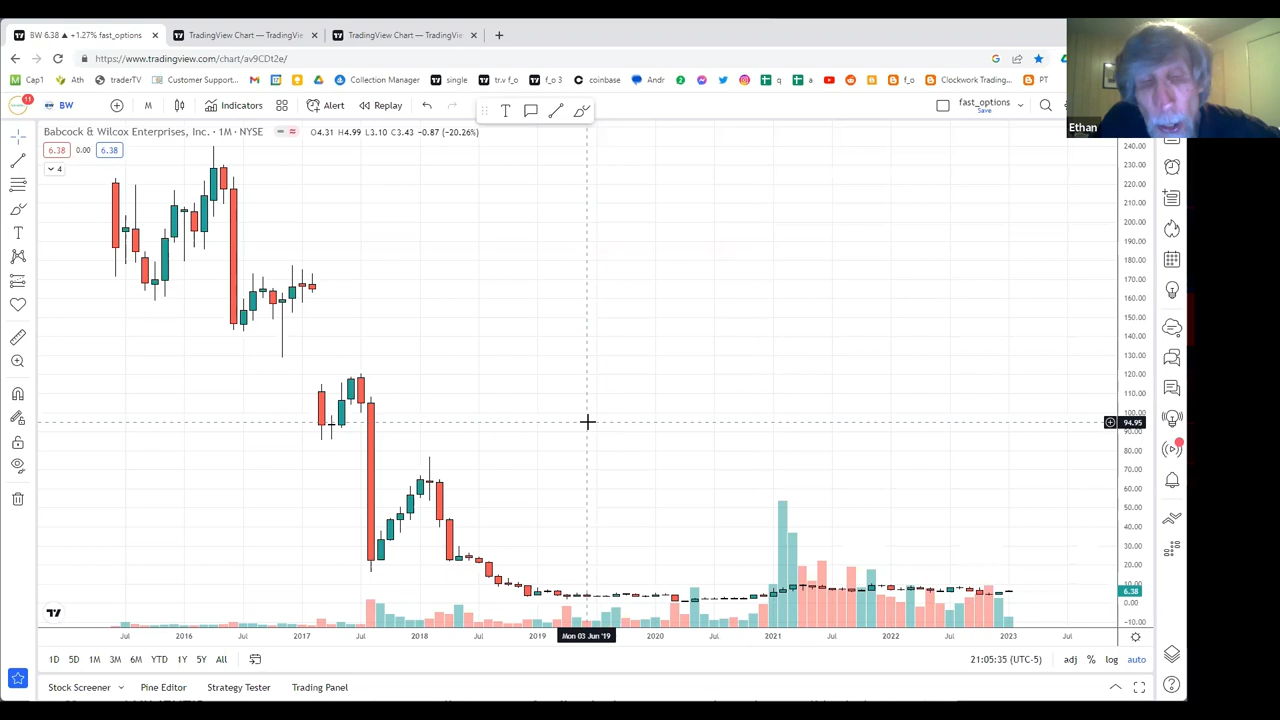 BW 6.38 ▲ +1.27% fast_options
TradingView Chart — TradingVie
TradingView Chart — TradingVie
https://www.tradingview.com/chart/av9CDt2e/
Cap1
Ath
traderTV
Customer Support...
M
Collection Manager
single
tr.v f_o
f_o 3
coinbase
Andr
q
a
f_o
Clockwork Trading...
PT
11
BW
M
Indicators
Alert
Replay
fast_options
Save
Ethan
Babcock & Wilcox Enterprises, Inc. · 1M · NYSE
O4.31 H4.99 L3.10 C3.43 -0.87 (-20.26%)
6.38
0.00
6.38
4
240.00
230.00
220.00
210.00
200.00
190.00
180.00
170.00
160.00
150.00
140.00
130.00
120.00
110.00
100.00
94.95
90.00
80.00
70.00
60.00
50.00
40.00
30.00
20.00
10.00
6.38
0.00
-10.00
Jul
2016
Jul
2017
Jul
2018
Jul
2019
Mon 03 Jun '19
2020
Jul
2021
Jul
2022
Jul
2023
Jul
1D
5D
1M
3M
6M
YTD
1Y
5Y
All
21:05:35 (UTC-5)
adj
%
log
auto
Stock Screener
Pine Editor
Strategy Tester
Trading Panel